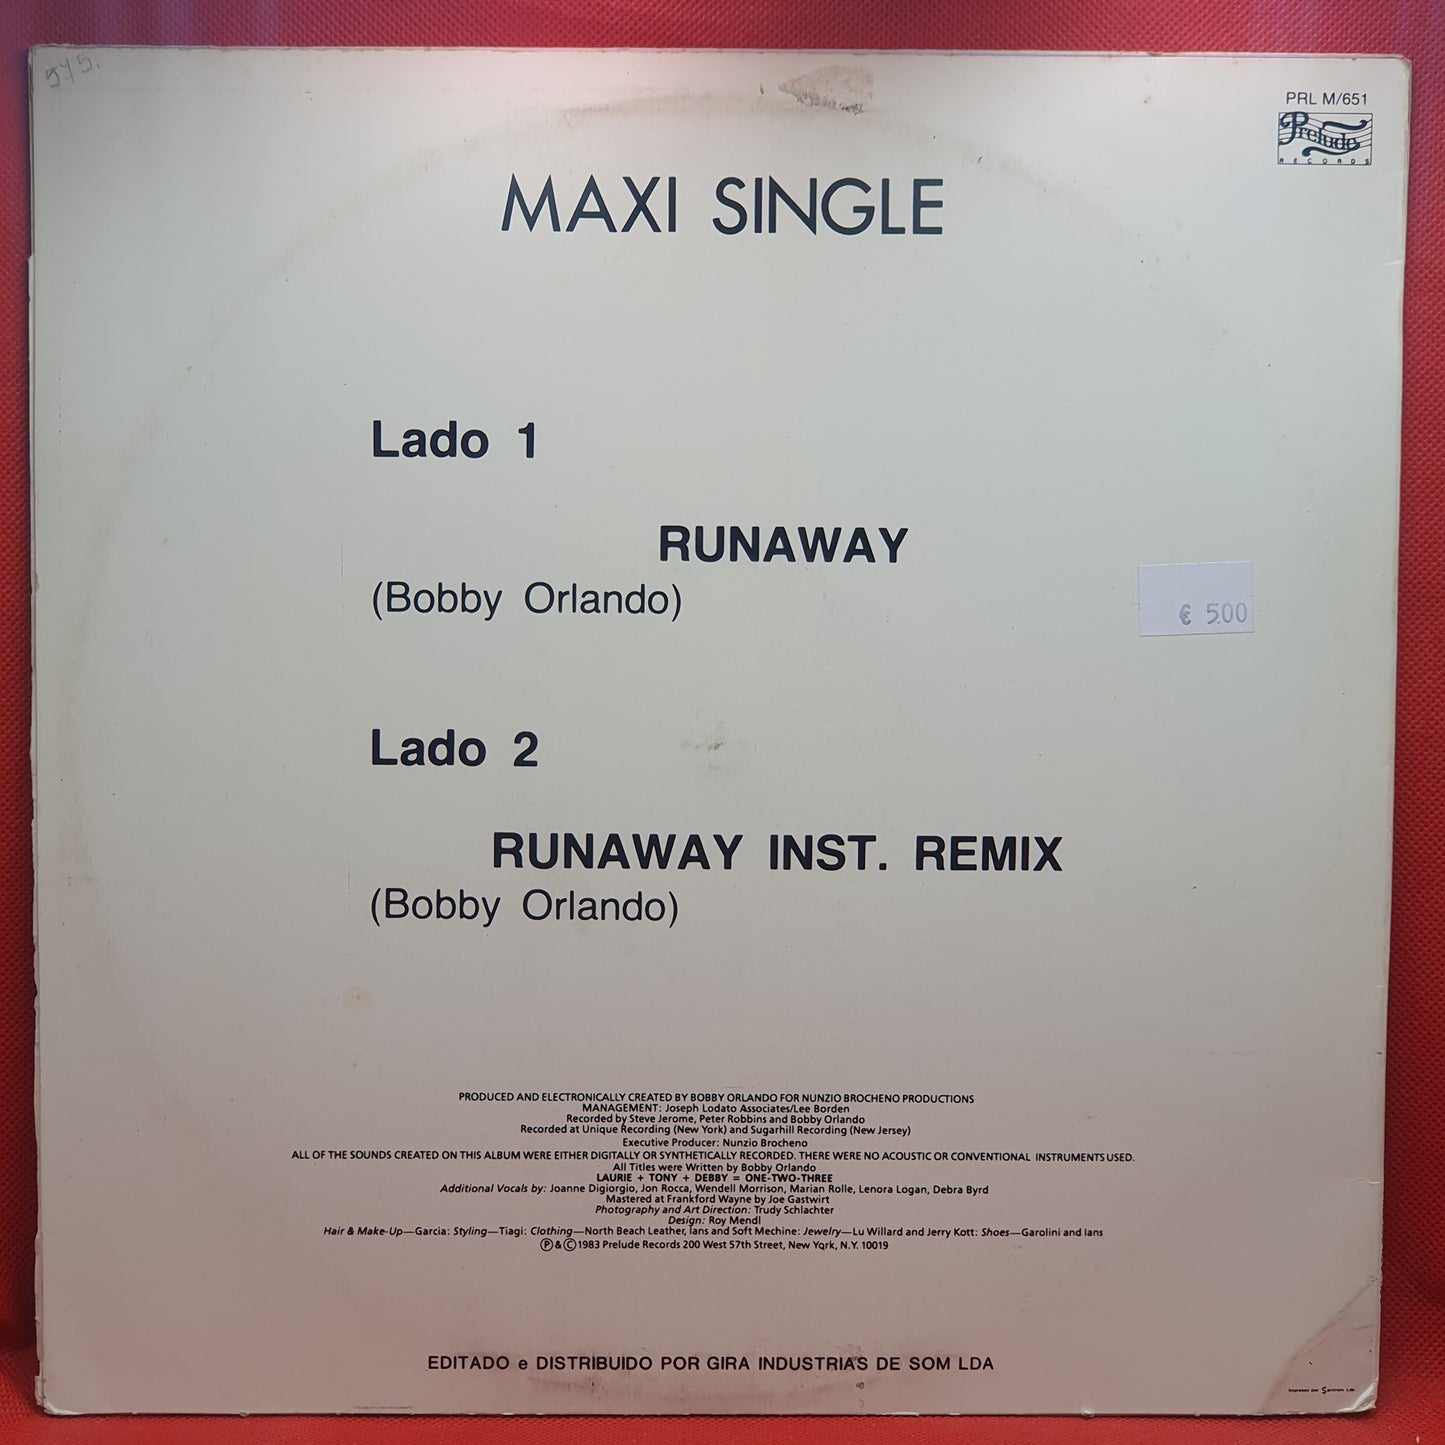 575.
PRL M/651
Prelude
RECORDS
MAXI SINGLE
Lado 1
RUNAWAY
(Bobby Orlando)
€ 5.00
Lado 2
RUNAWAY INST. REMIX
(Bobby Orlando)
PRODUCED AND ELECTRONICALLY CREATED BY BOBBY ORLANDO FOR NUNZIO BROCHENO PRODUCTIONS
MANAGEMENT: Joseph Lodato Associates/Lee Borden
Recorded by Steve Jerome, Peter Robbins and Bobby Orlando
Recorded at Unique Recording (New York) and Sugarhill Recording (New Jersey)
Executive Producer: Nunzio Brocheno
ALL OF THE SOUNDS CREATED ON THIS ALBUM WERE EITHER DIGITALLY OR SYNTHETICALLY RECORDED. THERE WERE NO ACOUSTIC OR CONVENTIONAL INSTRUMENTS USED.
All Titles were Written by Bobby Orlando
LAURIE + TONY + DEBBY = ONE-TWO-THREE
Additional Vocals by: Joanne Digiorgio, Jon Rocca, Wendell Morrison, Marian Rolle, Lenora Logan, Debra Byrd
Mastered at Frankford Wayne by Joe Gastwirt
Photography and Art Direction: Trudy Schlachter
Design: Roy Mendl
Hair & Make-Up—Garcia: Styling—Tiagi: Clothing—North Beach Leather, Ians and Soft Mechine: Jewelry—Lu Willard and Jerry Kott: Shoes—Garolini and Ians
Ⓟ & © 1983 Prelude Records 200 West 57th Street, New York, N.Y. 10019
EDITADO e DISTRIBUIDO POR GIRA INDUSTRIAS DE SOM LDA
Impresso por